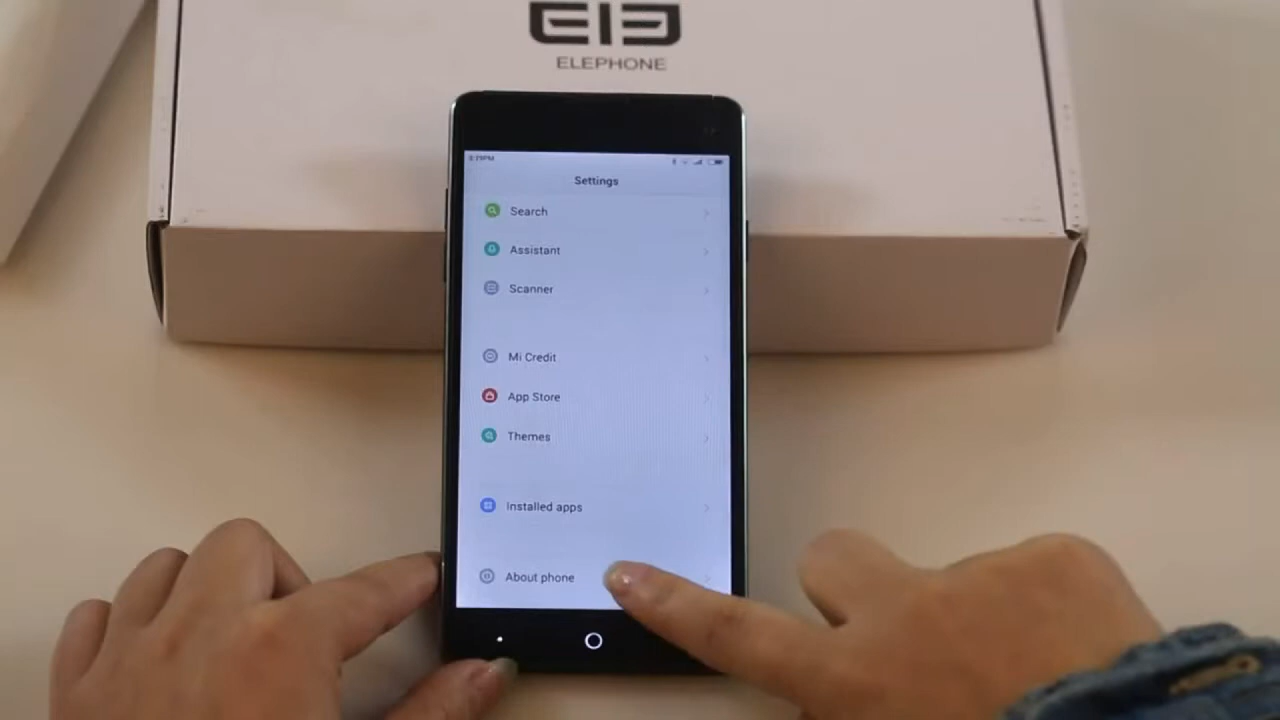 ELEPHONE
Settings
Search
Assistant
Scanner
Mi Credit
App Store
Themes
Installed apps
About phone